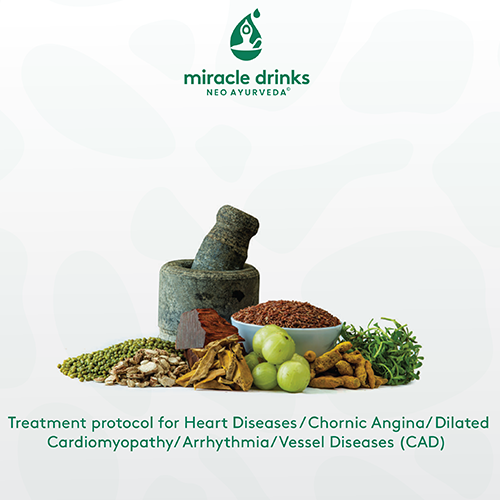 miracle drinks
NEO AYURVEDA©
Treatment protocol for Heart Diseases/Chornic Angina/Dilated
Cardiomyopathy/Arrhythmia/Vessel Diseases (CAD)